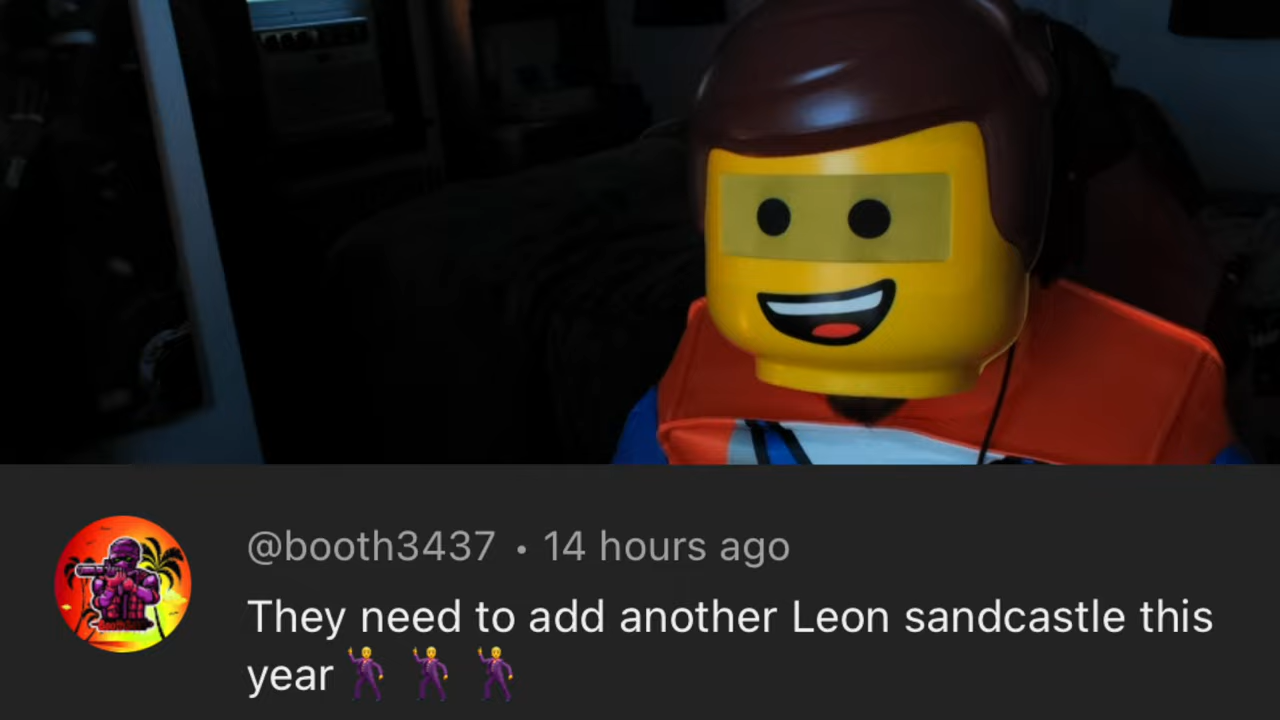 @booth3437 • 14 hours ago
They need to add another Leon sandcastle this
year 🕺 🕺 🕺